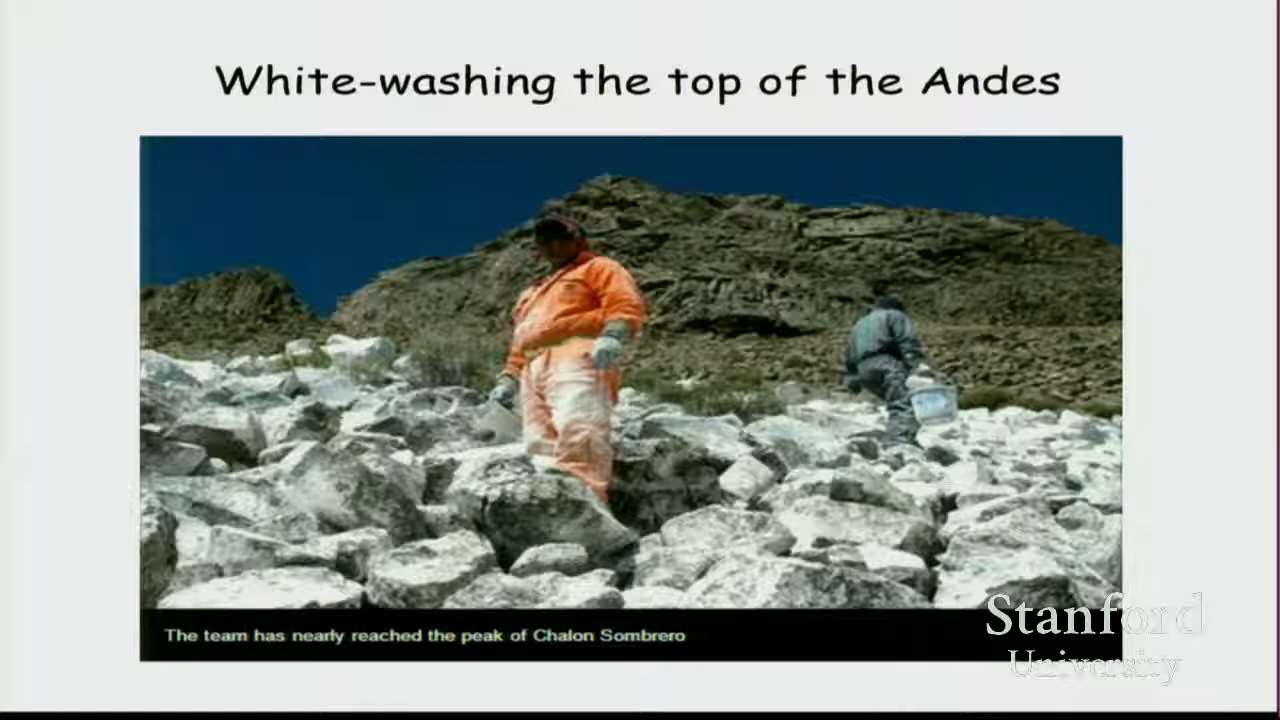 White-washing the top of the Andes
The team has nearly reached the peak of Chalon Sombrero
Stanford
University